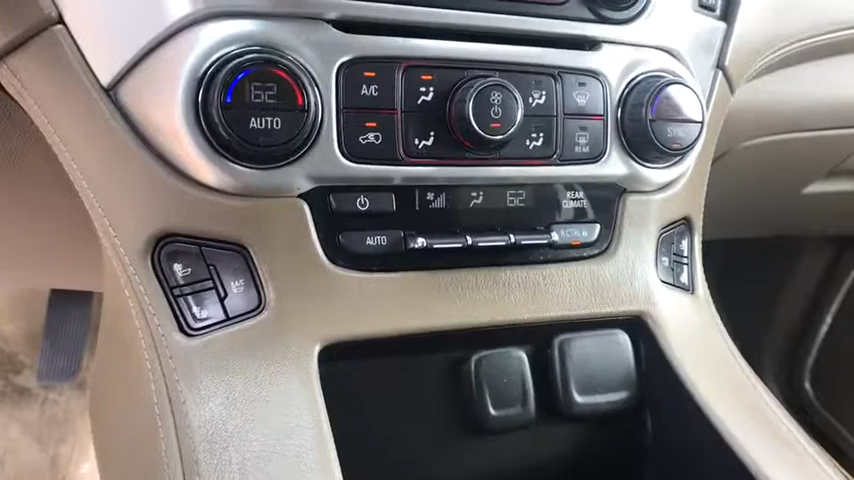 62
AUTO
A/C
REAR
SYNC
62
REAR
CLIMATE
AUTO